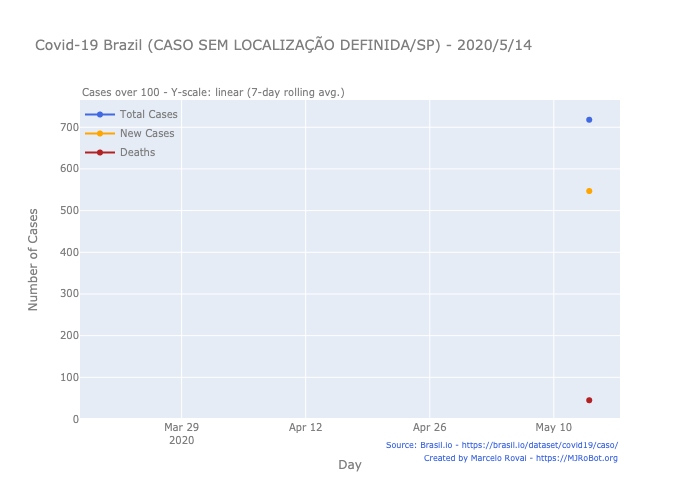 Covid-19 Brazil (CASO SEM LOCALIZAÇÃO DEFINIDA/SP) - 2020/5/14
Cases over 100 - Y-scale: linear (7-day rolling avg.)
Total Cases
New Cases
Deaths
700
600
500
400
300
200
100
0
Number of Cases
Mar 29
2020
Apr 12
Apr 26
May 10
Day
Source: Brasil.io - https://brasil.io/dataset/covid19/caso/
Created by Marcelo Rovai - https://MJRoBot.org